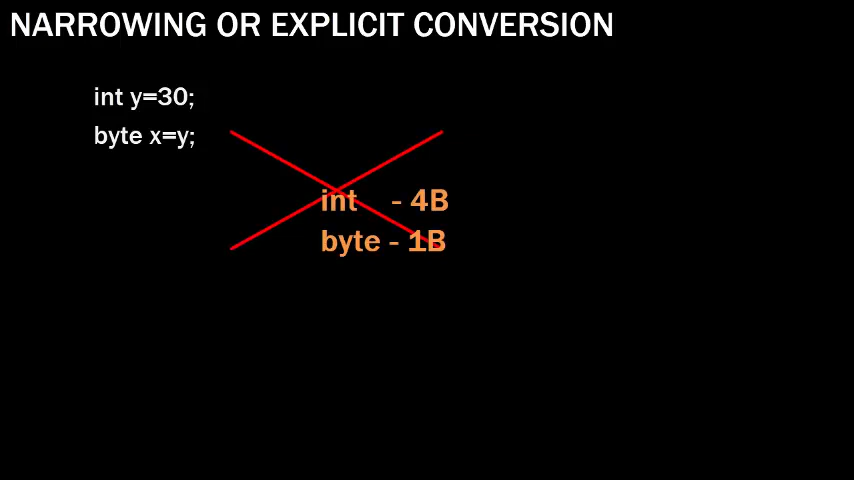 NARROWING OR EXPLICIT CONVERSION
int y=30;
byte x=y;
int - 4B
byte - 1B